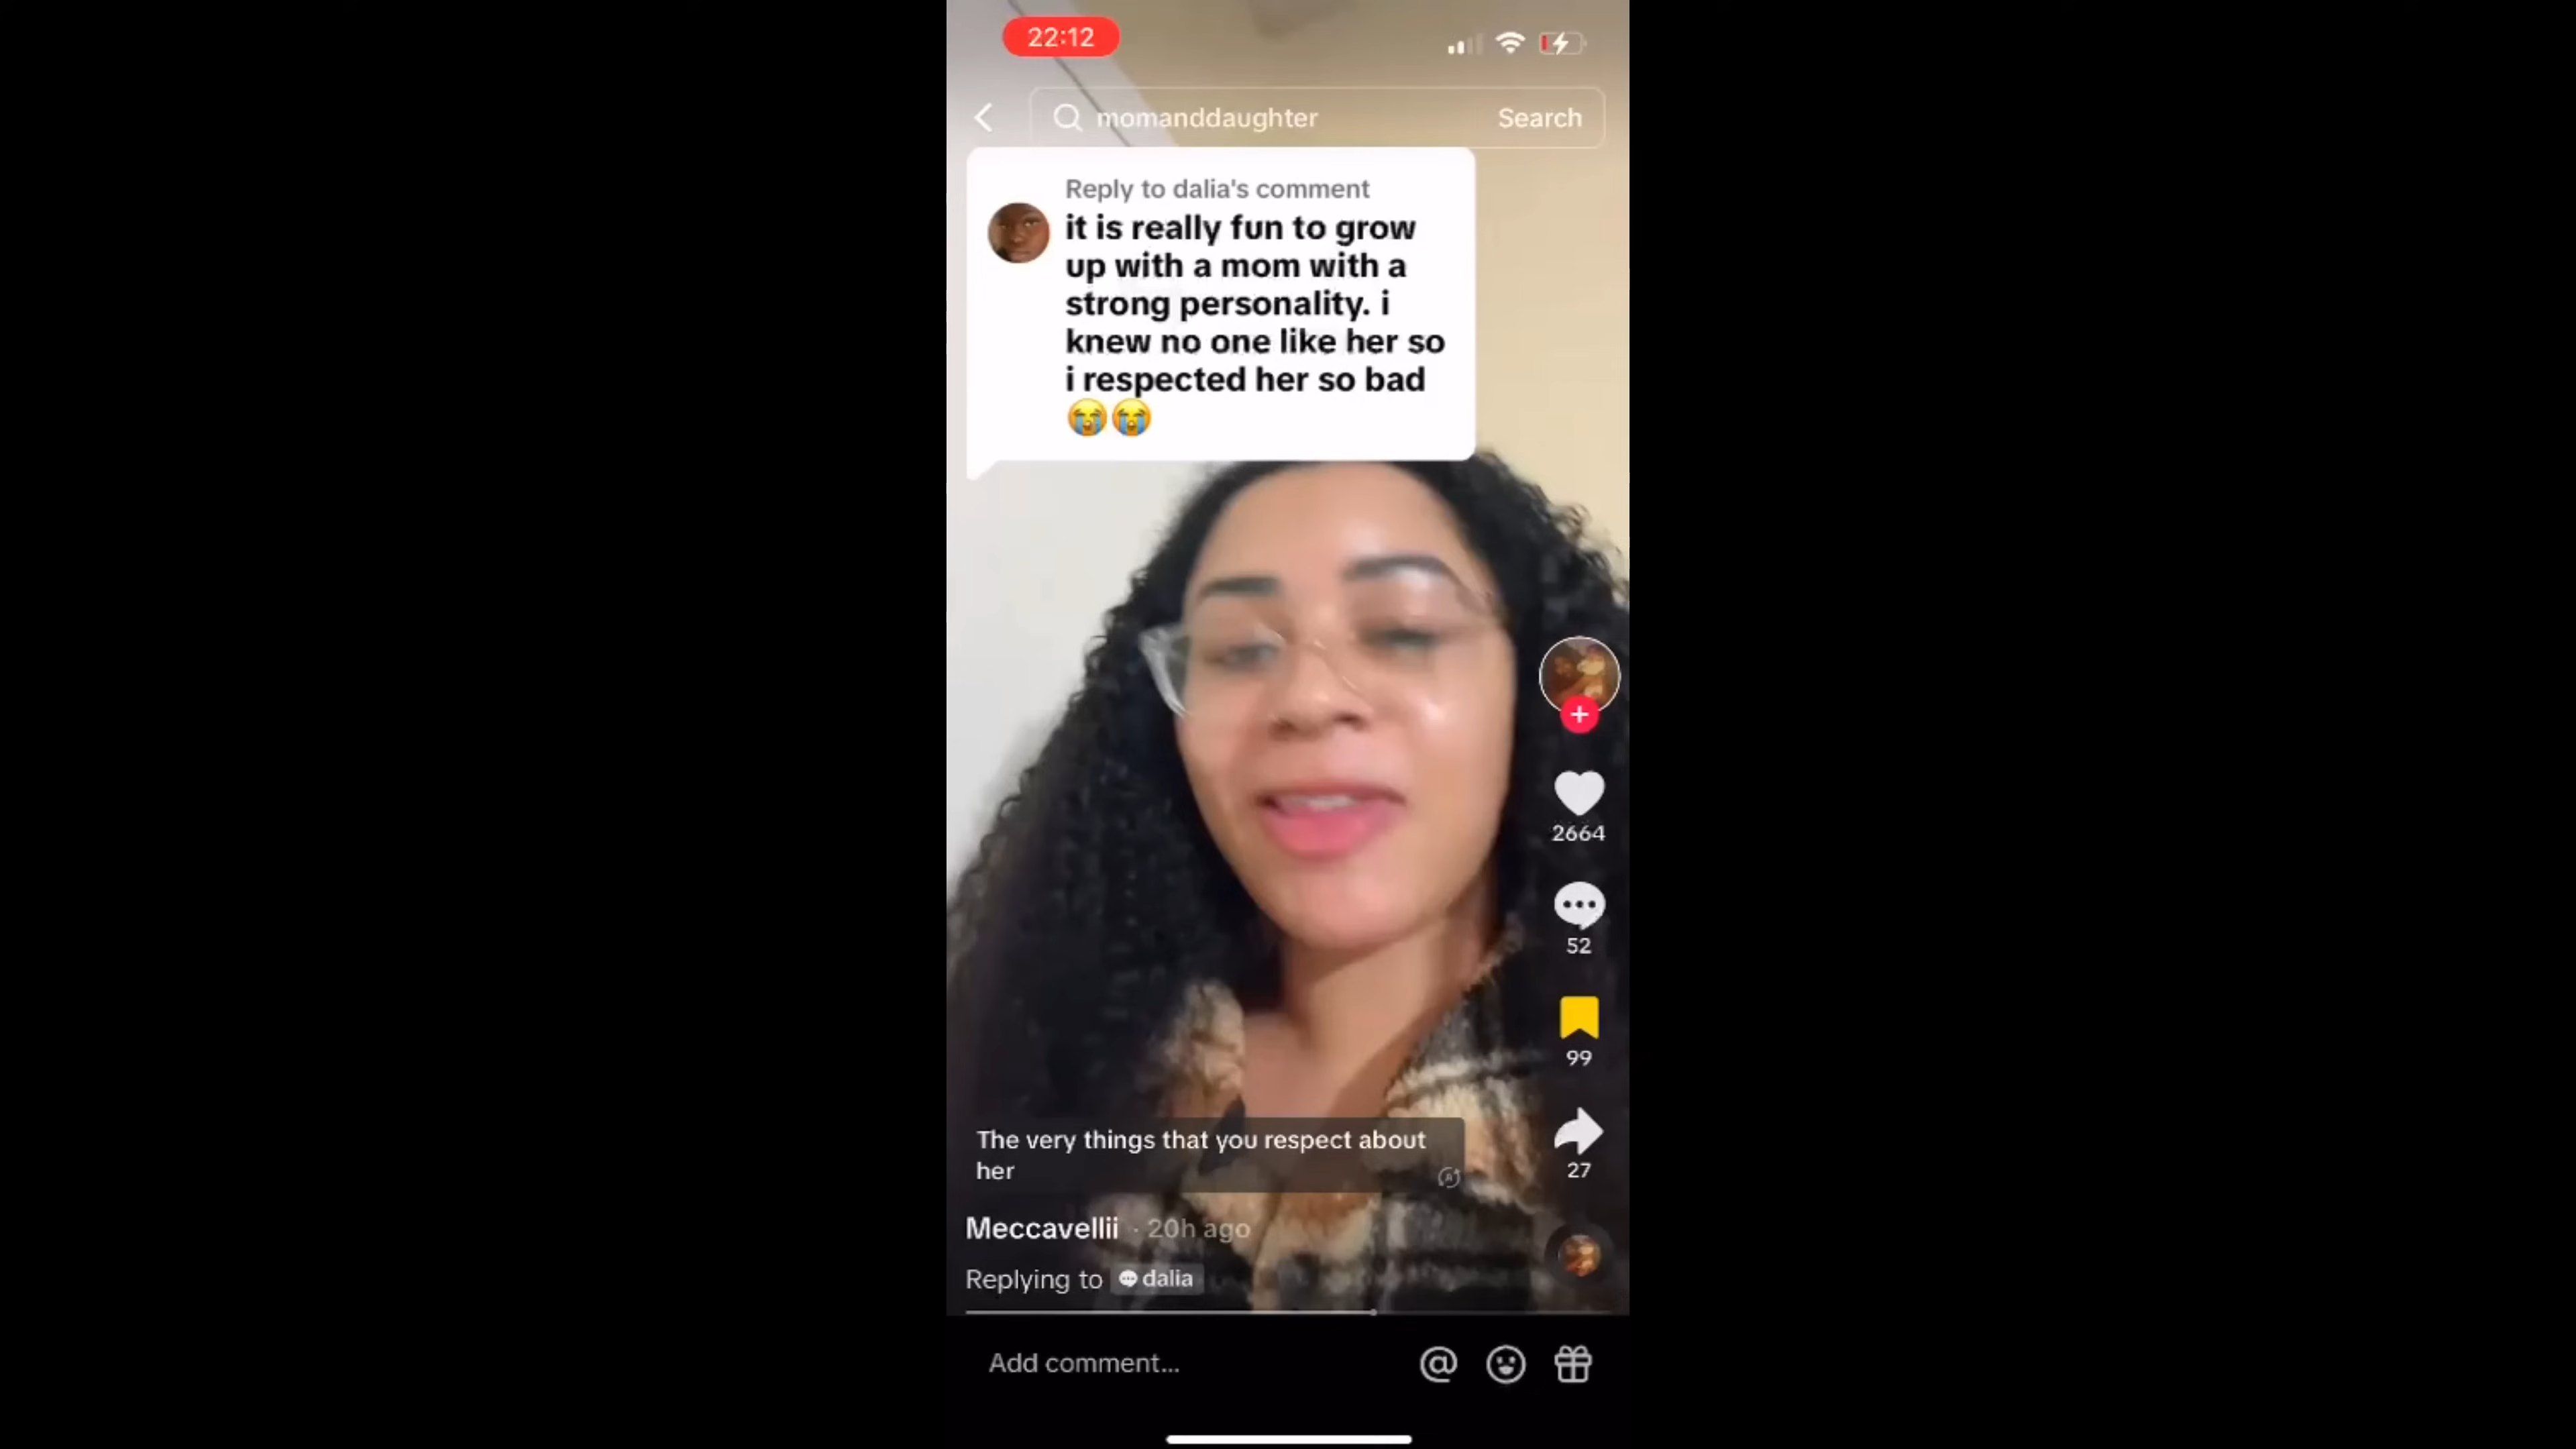 22:12
momanddaughter Search
Reply to dalia's comment
it is really fun to grow
up with a mom with a
strong personality. i
knew no one like her so
i respected her so bad
😭😭
2664
52
99
The very things that you respect about
her
27
Meccavellii · 20h ago
Replying to dalia
Add comment...